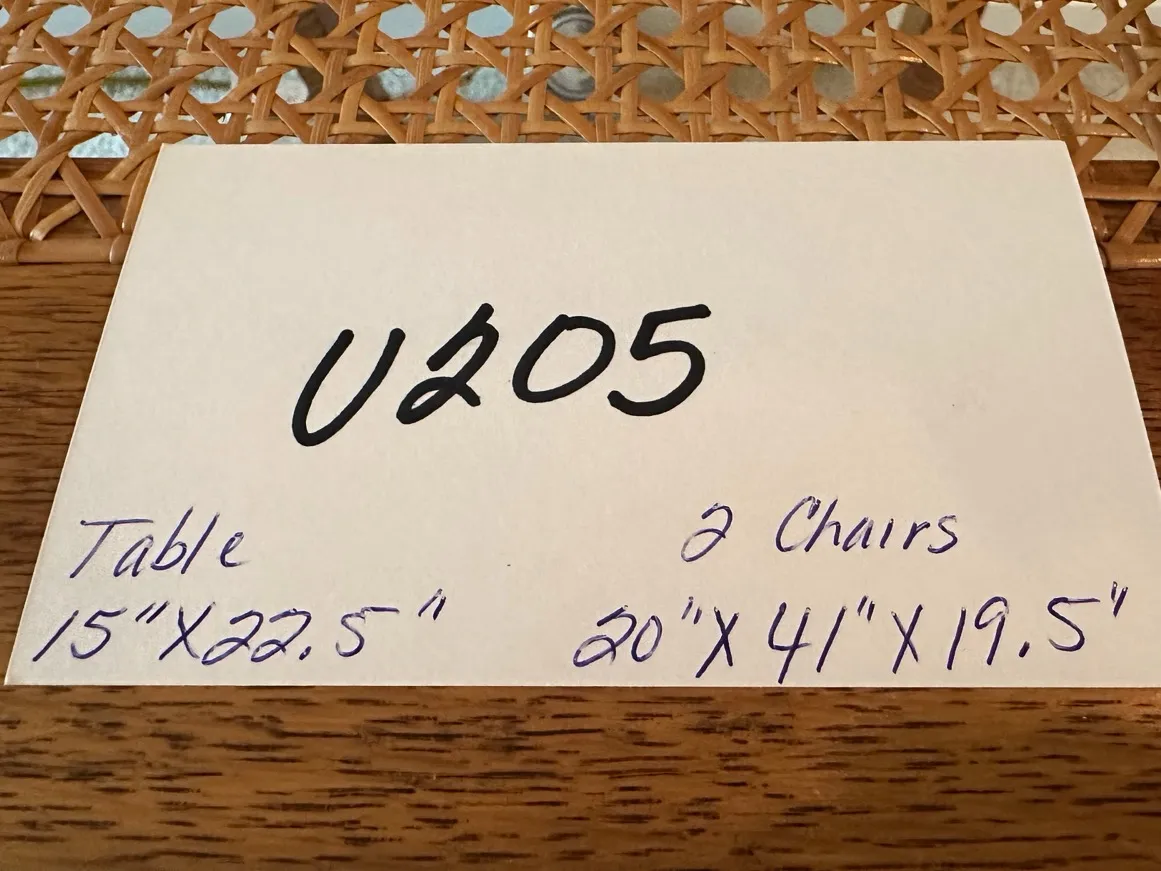 U205
Table
2 Chairs
15"X22.5"
20"X41"X19.5"